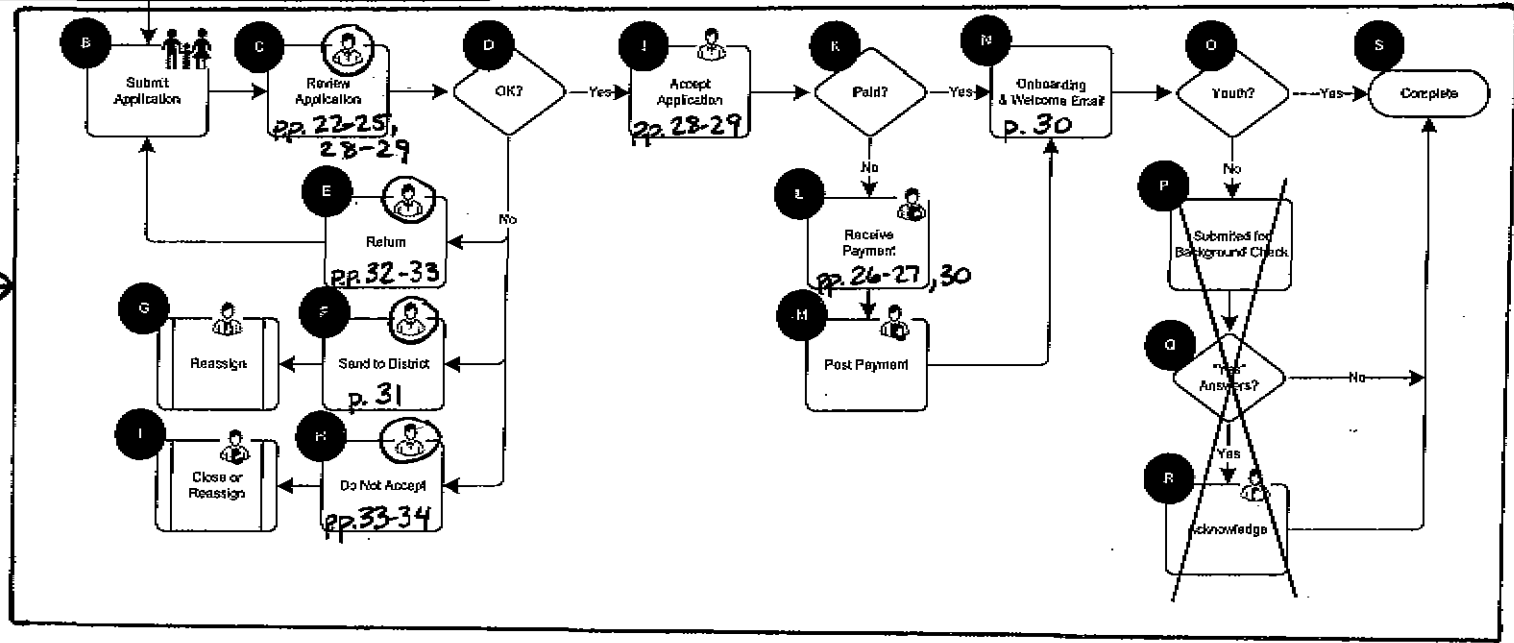 B
Submit
Application
C
Review
Application
pp. 22-25,
28-29
D
OK?
Yes
No
J
Accept
Application
pp. 28-29
K
Paid?
Yes
No
N
Onboarding
& Welcome Email
p. 30
O
Youth?
Yes
No
S
Complete
E
Return
pp. 32-33
G
Reassign
F
Send to District
p. 31
I
Close or
Reassign
H
Do Not Accept
pp. 33-34
L
Receive
Payment
pp. 26-27, 30
M
Post Payment
P
Submitted for
Background Check
Q
"Yes"
Answers?
No
Yes
R
Acknowledge